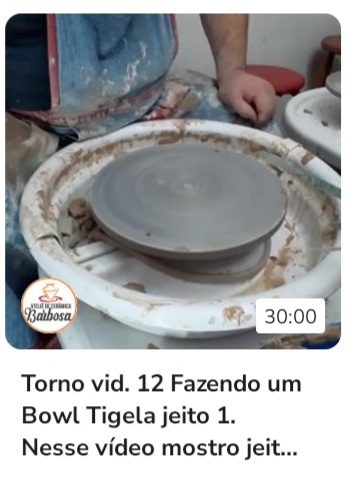 ATELIÊ DE CERÂMICA
Barbosa
30:00
Torno vid. 12 Fazendo um
Bowl Tigela jeito 1.
Nesse vídeo mostro jeit...